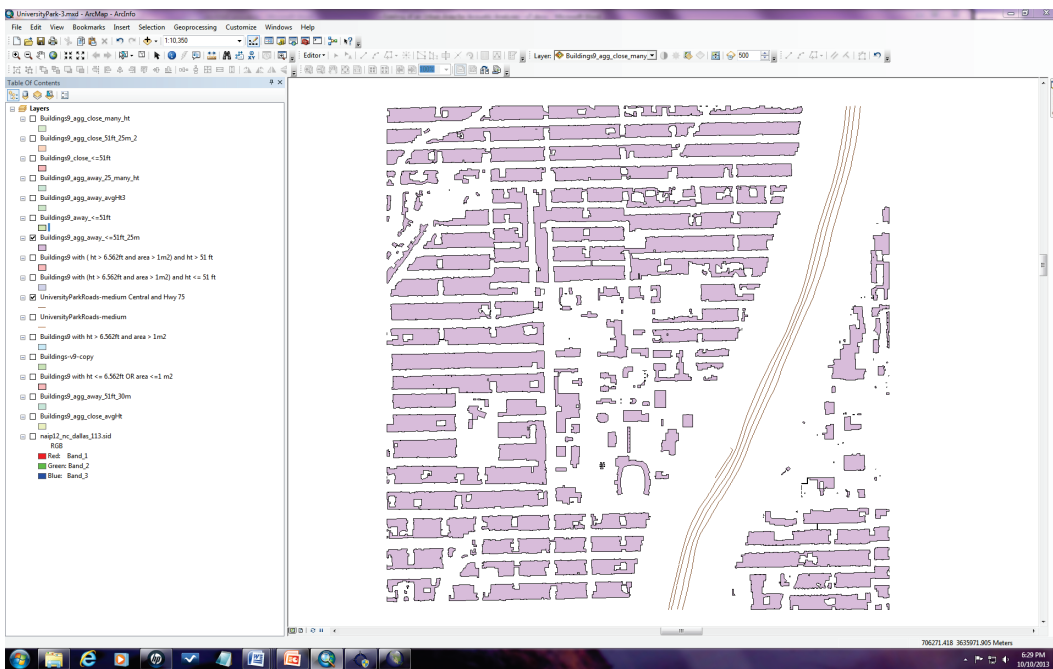 UniversityPark-3.mxd - ArcMap - ArcInfo
File Edit View Bookmarks Insert Selection Geoprocessing Customize Windows Help
1:10,350
Editor Layer: Buildings9_agg_close_many_ 500
100%
Table Of Contents
Layers
Buildings9_agg_close_many_ht
Buildings9_agg_close_51ft_25m_2
Buildings9_close_<=51ft
Buildings9_agg_away_25_many_ht
Buildings9_agg_away_avgHt3
Buildings9_away_<=51ft
Buildings9_agg_away_<=51ft_25m
Buildings9 with ( ht > 6.562ft and area > 1m2) and ht > 51 ft
Buildings9 with (ht > 6.562ft and area > 1m2) and ht <= 51 ft
UniversityParkRoads-medium Central and Hwy 75
UniversityParkRoads-medium
Buildings9 with ht > 6.562ft and area > 1m2
Buildings-v9-copy
Buildings9 with ht <= 6.562ft OR area <=1 m2
Buildings9_agg_away_51ft_30m
Buildings9_agg_close_avgHt
naip12_nc_dallas_113.sid
RGB
Red: Band_1
Green: Band_2
Blue: Band_3
706271.418 3635971.905 Meters
6:29 PM
10/10/2013